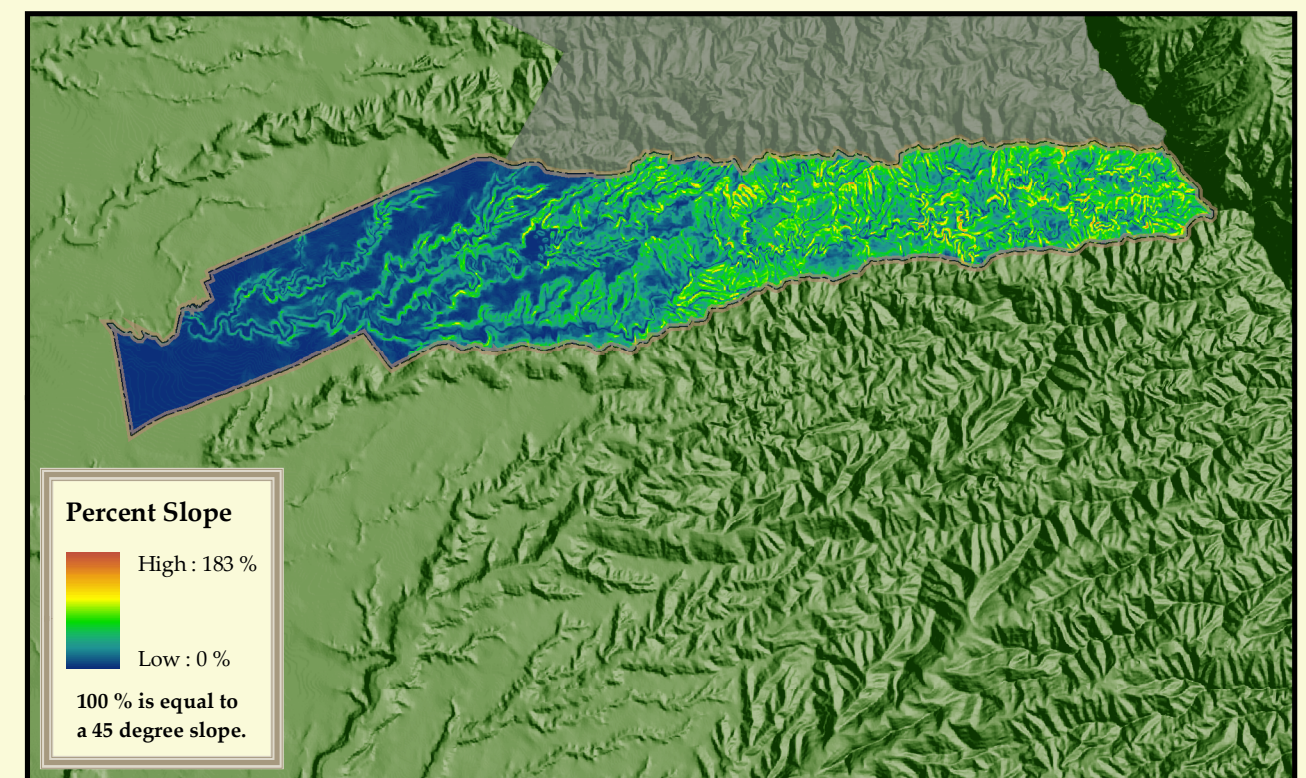 Percent Slope
High : 183 %
Low : 0 %
100 % is equal to
a 45 degree slope.